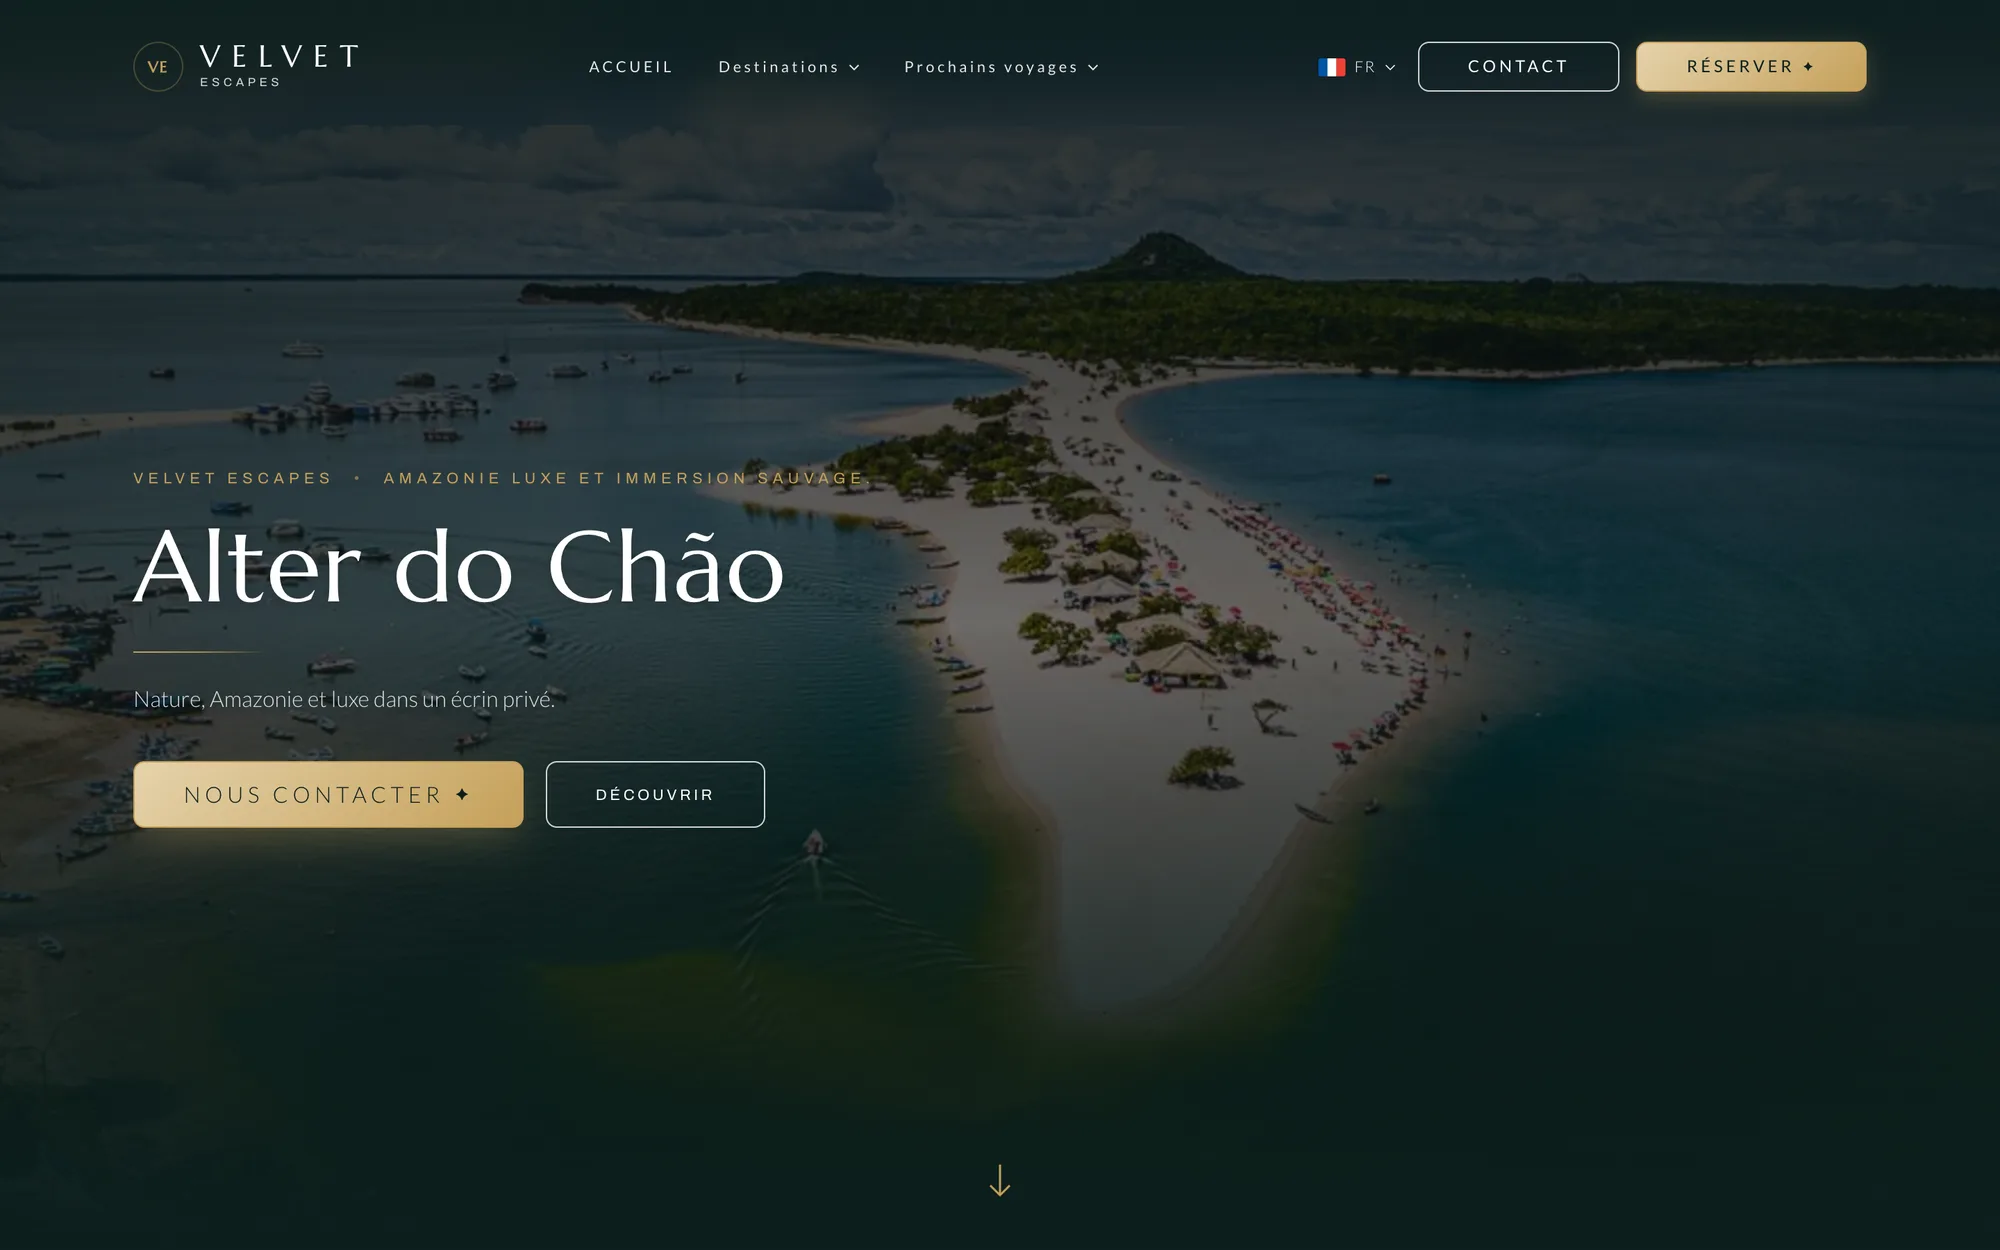 VE
VELVET
ESCAPES
ACCUEIL
Destinations
Prochains voyages
FR
CONTACT
RÉSERVER ✦
VELVET ESCAPES • AMAZONIE LUXE ET IMMERSION SAUVAGE.
Alter do Chão
Nature, Amazonie et luxe dans un écrin privé.
NOUS CONTACTER ✦
DÉCOUVRIR